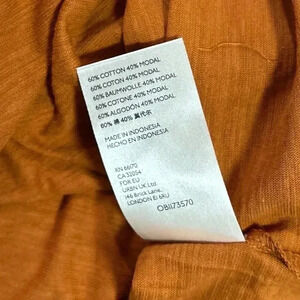 60% COTTON 40% MODAL
60% COTON 40% MODAL
60% BAUMWOLLE 40% MODAL
60% COTONE 40% MODAL
60% ALGODÓN 40% MODAL
60% 棉 40% 莫代尔
MADE IN INDONESIA
HECHO EN INDONESIA
RN 66170
CA 32054
FOR EU
URBN UK Ltd.
146 Brick Lane,
LONDON E1 6RU
OB1173570